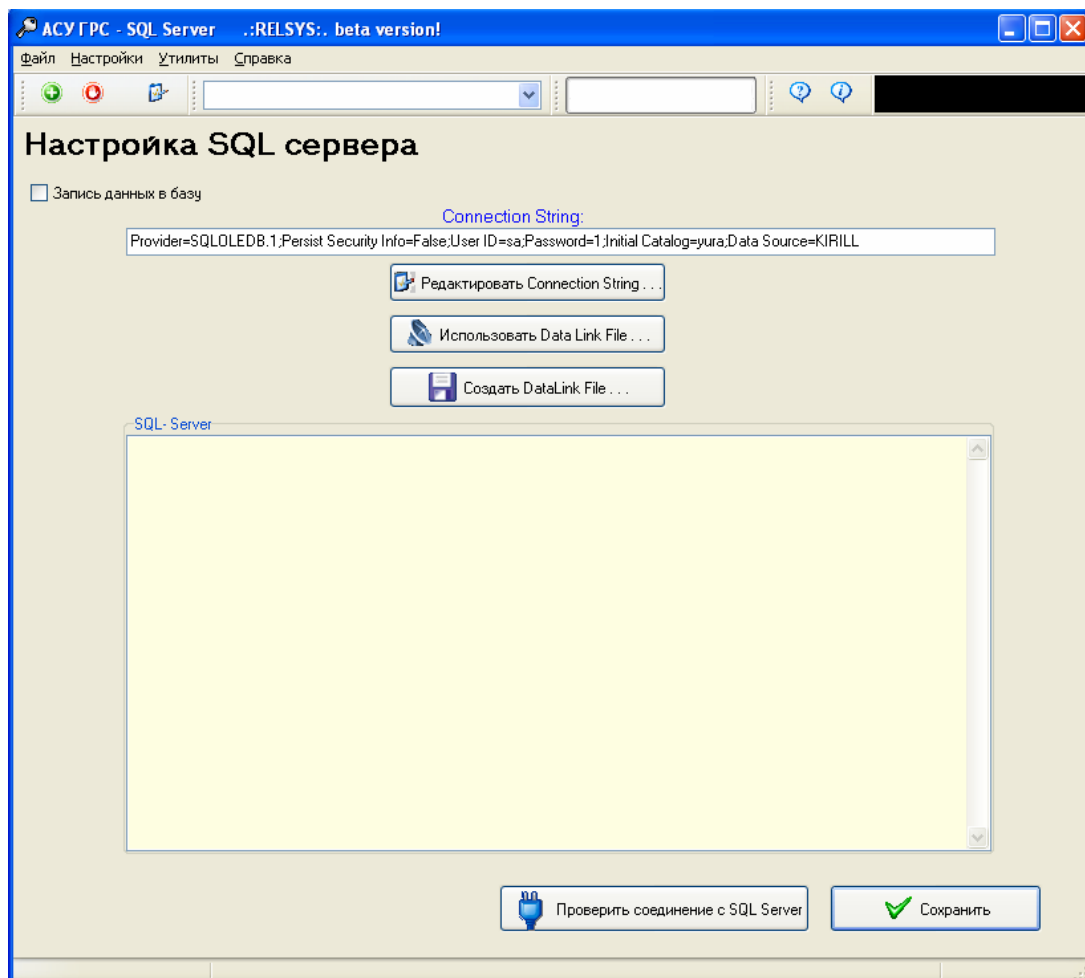 АСУ ГРС - SQL Server .:RELSYS:. beta version!
Файл Настройки Утилиты Справка
Настройка SQL сервера
Запись данных в базу
Connection String:
Provider=SQLOLEDB.1;Persist Security Info=False;User ID=sa;Password=1;Initial Catalog=yura;Data Source=KIRILL
Редактировать Connection String . . .
Использовать Data Link File . . .
Создать DataLink File . . .
SQL- Server
Проверить соединение с SQL Server
Сохранить